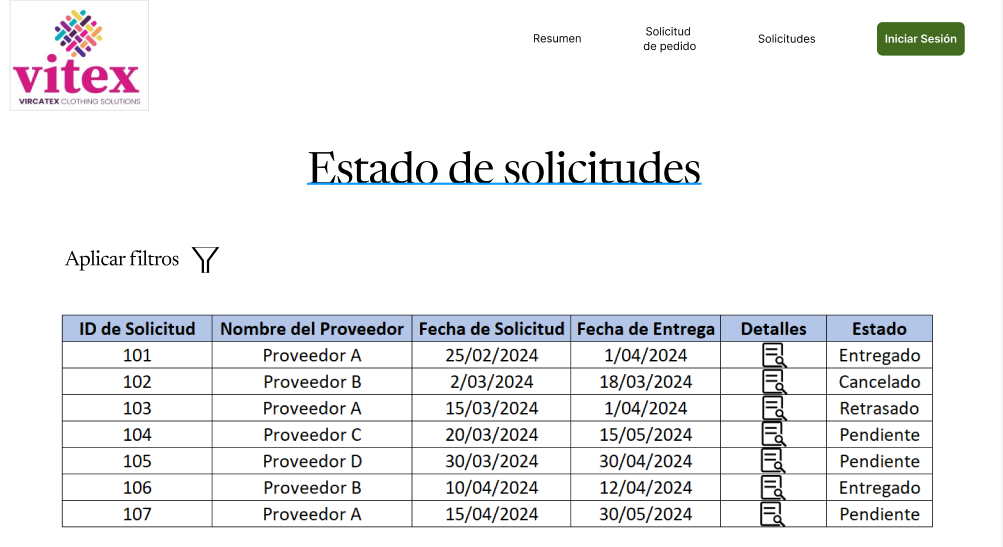 vitex
VIRCATEX CLOTHING SOLUTIONS
Resumen
Solicitud
de pedido
Solicitudes
Iniciar Sesión
Estado de solicitudes
Aplicar filtros
ID de Solicitud Nombre del Proveedor Fecha de Solicitud Fecha de Entrega Detalles Estado
101 Proveedor A 25/02/2024 1/04/2024 Entregado
102 Proveedor B 2/03/2024 18/03/2024 Cancelado
103 Proveedor A 15/03/2024 1/04/2024 Retrasado
104 Proveedor C 20/03/2024 15/05/2024 Pendiente
105 Proveedor D 30/03/2024 30/04/2024 Pendiente
106 Proveedor B 10/04/2024 12/04/2024 Entregado
107 Proveedor A 15/04/2024 30/05/2024 Pendiente